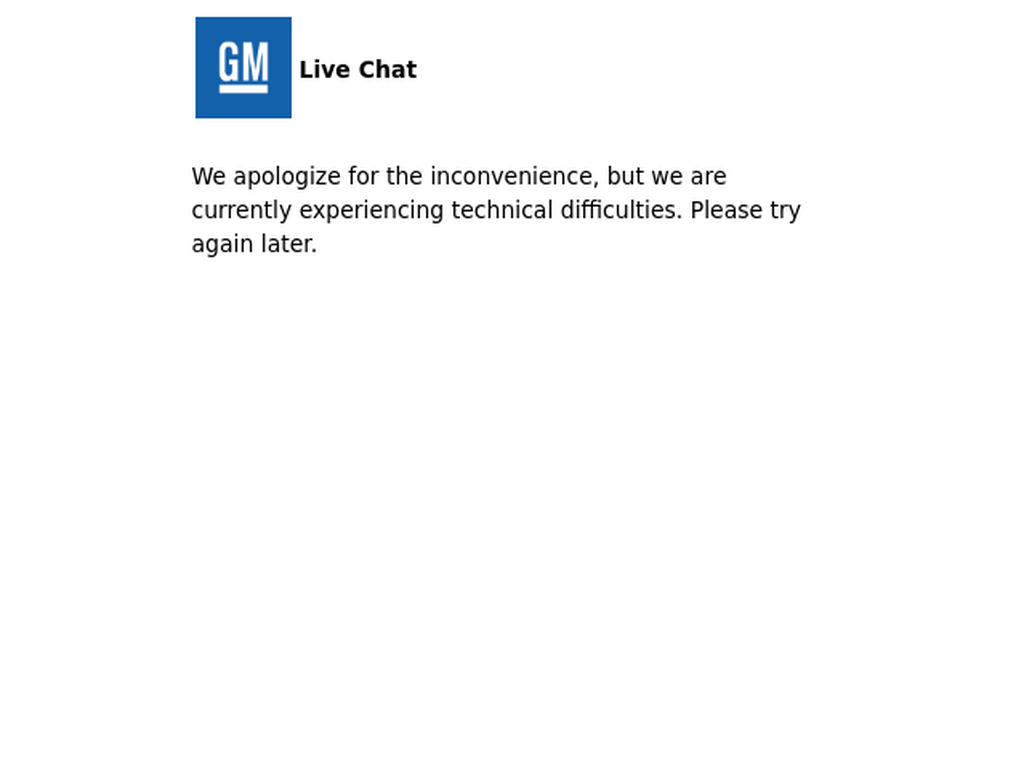 GM
Live Chat
We apologize for the inconvenience, but we are
currently experiencing technical difficulties. Please try
again later.